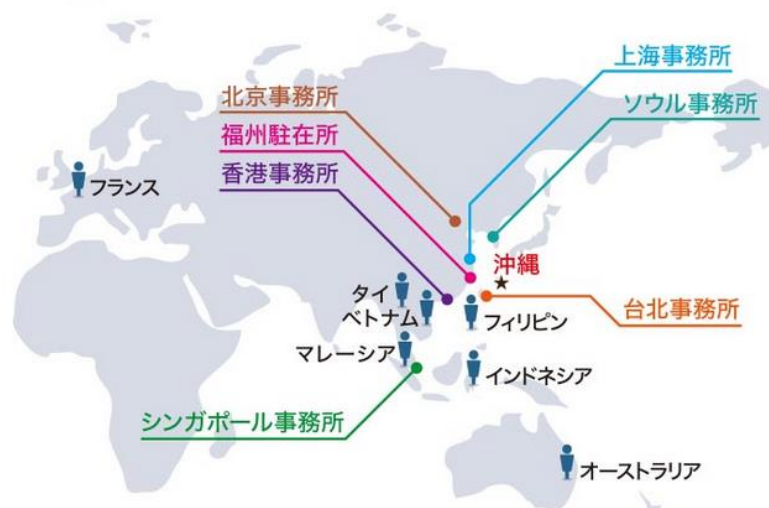 上海事務所
北京事務所
ソウル事務所
福州駐在所
香港事務所
フランス
沖縄
タイ
ベトナム
フィリピン
台北事務所
マレーシア
インドネシア
シンガポール事務所
オーストラリア